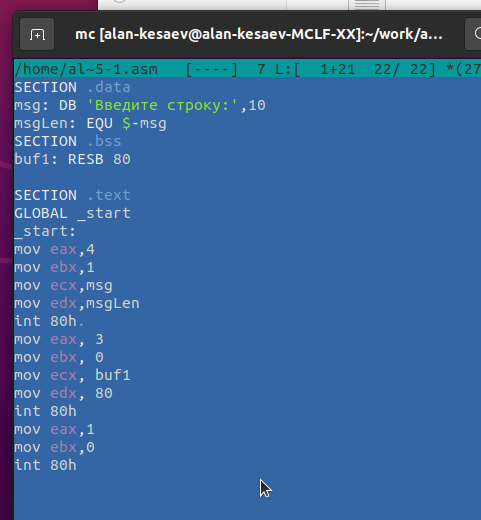 mc [alan-kesaev@alan-kesaev-MCLF-XX]:~/work/a...
/home/al~5-1.asm   [----]  7 L:[  1+21  22/ 22] *(27
SECTION .data
msg: DB 'Введите строку:',10
msgLen: EQU $-msg
SECTION .bss
buf1: RESB 80
SECTION .text
GLOBAL _start
_start:
mov eax,4
mov ebx,1
mov ecx,msg
mov edx,msgLen
int 80h.
mov eax, 3
mov ebx, 0
mov ecx, buf1
mov edx, 80
int 80h
mov eax,1
mov ebx,0
int 80h